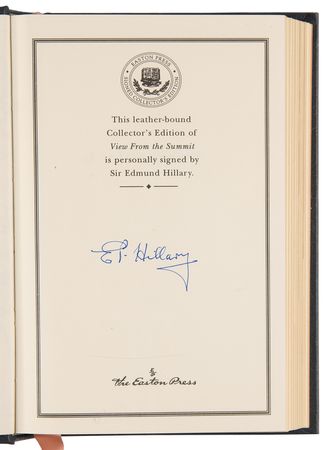 EASTON PRESS
SIGNED COLLECTOR'S EDITION
This leather-bound
Collector's Edition of
View From the Summit
is personally signed by
Sir Edmund Hillary.
E P. Hillary
The Easton Press